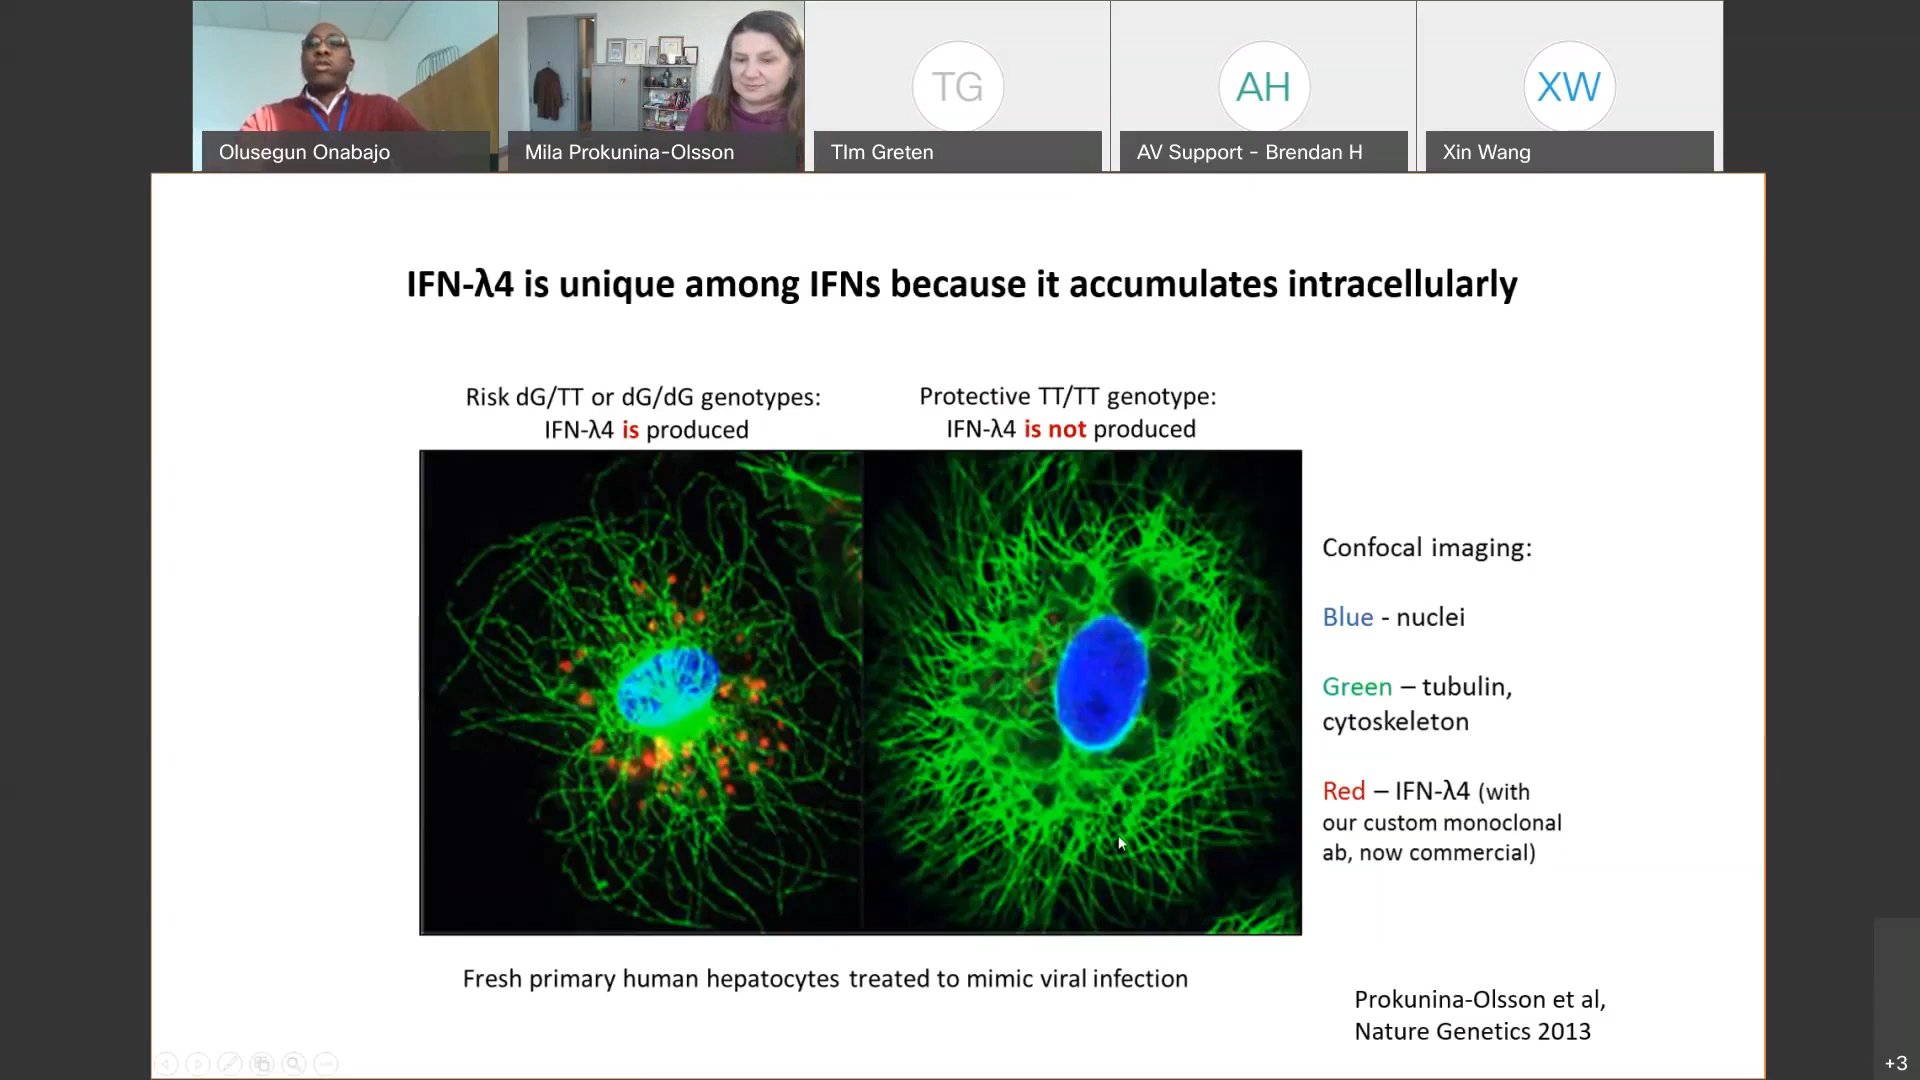 TG
AH
XW
Olusegun Onabajo
Mila Prokunina-Olsson
TIm Greten
AV Support - Brendan H
Xin Wang
IFN-λ4 is unique among IFNs because it accumulates intracellularly
Risk dG/TT or dG/dG genotypes:
IFN-λ4 is produced
Protective TT/TT genotype:
IFN-λ4 is not produced
Confocal imaging:
Blue - nuclei
Green – tubulin,
cytoskeleton
Red – IFN-λ4 (with
our custom monoclonal
ab, now commercial)
Fresh primary human hepatocytes treated to mimic viral infection
Prokunina-Olsson et al,
Nature Genetics 2013
+3